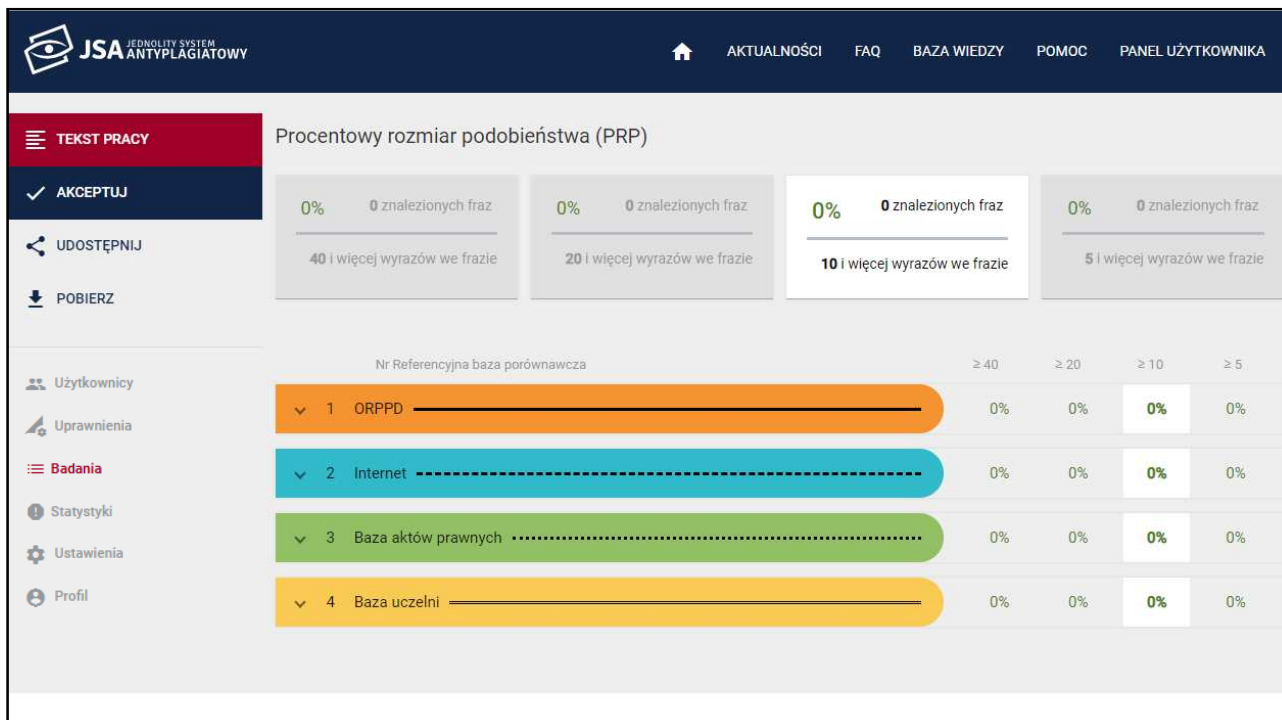 JSA JEDNOLITY SYSTEM ANTYPLAGIATOWY
AKTUALNOŚCI FAQ BAZA WIEDZY POMOC PANEL UŻYTKOWNIKA
TEKST PRACY
AKCEPTUJ
UDOSTĘPNIJ
POBIERZ
Użytkownicy
Uprawnienia
Badania
Statystyki
Ustawienia
Profil
Procentowy rozmiar podobieństwa (PRP)
0% 0 znalezionych fraz
40 i więcej wyrazów we frazie
0% 0 znalezionych fraz
20 i więcej wyrazów we frazie
0% 0 znalezionych fraz
10 i więcej wyrazów we frazie
0% 0 znalezionych fraz
5 i więcej wyrazów we frazie
Nr Referencyjna baza porównawcza ≥ 40 ≥ 20 ≥ 10 ≥ 5
1 ORPPD 0% 0% 0% 0%
2 Internet 0% 0% 0% 0%
3 Baza aktów prawnych 0% 0% 0% 0%
4 Baza uczelni 0% 0% 0% 0%